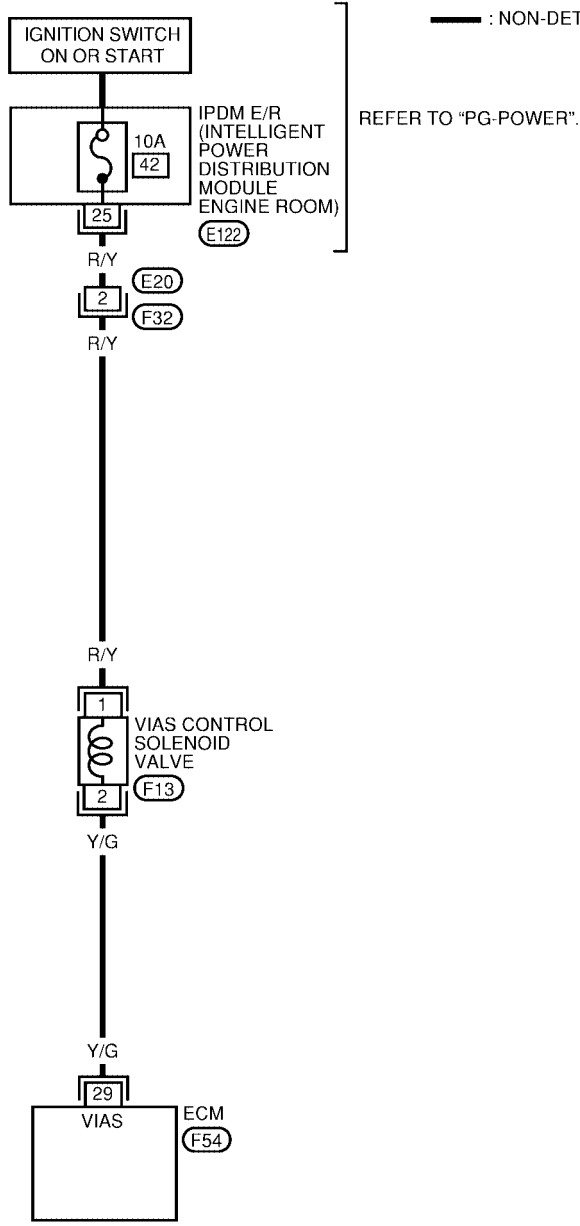 IGNITION SWITCH
ON OR START
: NON-DET
IPDM E/R
(INTELLIGENT
POWER
DISTRIBUTION
MODULE
ENGINE ROOM)
REFER TO "PG-POWER".
10A
42
25
E122
R/Y
E20
2
F32
R/Y
R/Y
1
VIAS CONTROL
SOLENOID
VALVE
2
F13
Y/G
Y/G
29
VIAS
ECM
F54